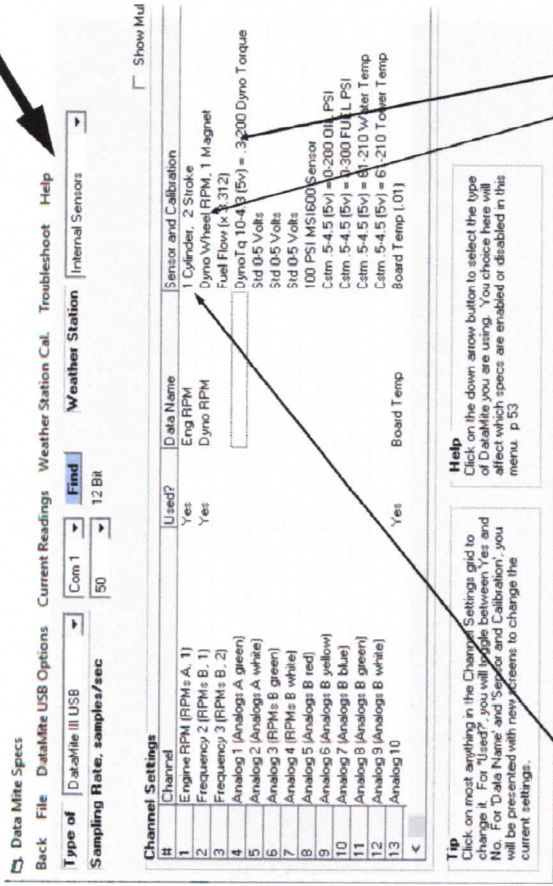 Data Mite Specs
Back File DataMite USB Options Current Readings Weather Station Cal. Troubleshoot Help
Type of DataMite III USB Com 1 Find Weather Station Internal Sensors
Sampling Rate, samples/sec 50 12 Bit
Show Mul
Channel Settings
# Channel Used? Data Name Sensor and Calibration
1 Engine RPM (RPMs A, 1) Yes Eng RPM 1 Cylinder, 2 Stroke
2 Frequency 2 (RPMs B, 1) Yes Dyno RPM Dyno Wheel RPM, 1 Magnet
3 Frequency 3 (RPMs B, 2) Fuel Flow (x 3.312)
4 Analog 1 (Analogs A green) DynoTq 10-4.3 (5v) = .3,200 Dyno Torque
5 Analog 2 (Analogs A white) Std 0-5 Volts
6 Analog 3 (RPMs B green) Std 0-5 Volts
7 Analog 4 (RPMs B white) Std 0-5 Volts
8 Analog 5 (Analogs B red) 100 PSI MSI600 Sensor
9 Analog 6 (Analogs B yellow) Cstm .5-4.5 (5v) = 0-200 OIL PSI
10 Analog 7 (Analogs B blue) Cstm .5-4.5 (5v) = 0-300 FUEL PSI
11 Analog 8 (Analogs B green) Cstm .5-4.5 (5v) = 61-210 Water Temp
12 Analog 9 (Analogs B white) Cstm .5-4.5 (5v) = 61-210 Tower Temp
13 Analog 10 Yes Board Temp Board Temp (.01)
Tip
Click on most anything in the Channel Settings grid to
change it. For "Used?", you will toggle between Yes and
No. For 'Data Name' and 'Sensor and Calibration', you
will be presented with new screens to change the
current settings.
Help
Click on the down arrow button to select the type
of DataMite you are using. You choice here will
affect which specs are enabled or disabled in this
menu. p 53